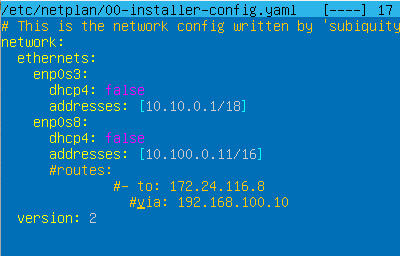 /etc/netplan/00-installer-config.yaml [----] 17
# This is the network config written by 'subiquity
network:
  ethernets:
    enp0s3:
      dhcp4: false
      addresses: [10.10.0.1/18]
    enp0s8:
      dhcp4: false
      addresses: [10.100.0.11/16]
      #routes:
              #- to: 172.24.116.8
                #via: 192.168.100.10
  version: 2